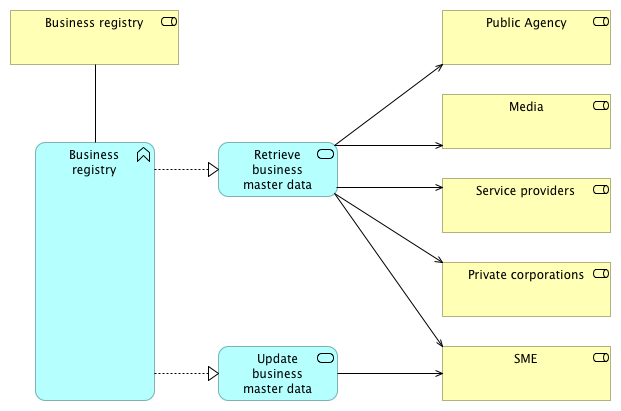 Business registry
Public Agency
Media
Business
registry
Retrieve
business
master data
Service providers
Private corporations
Update
business
master data
SME